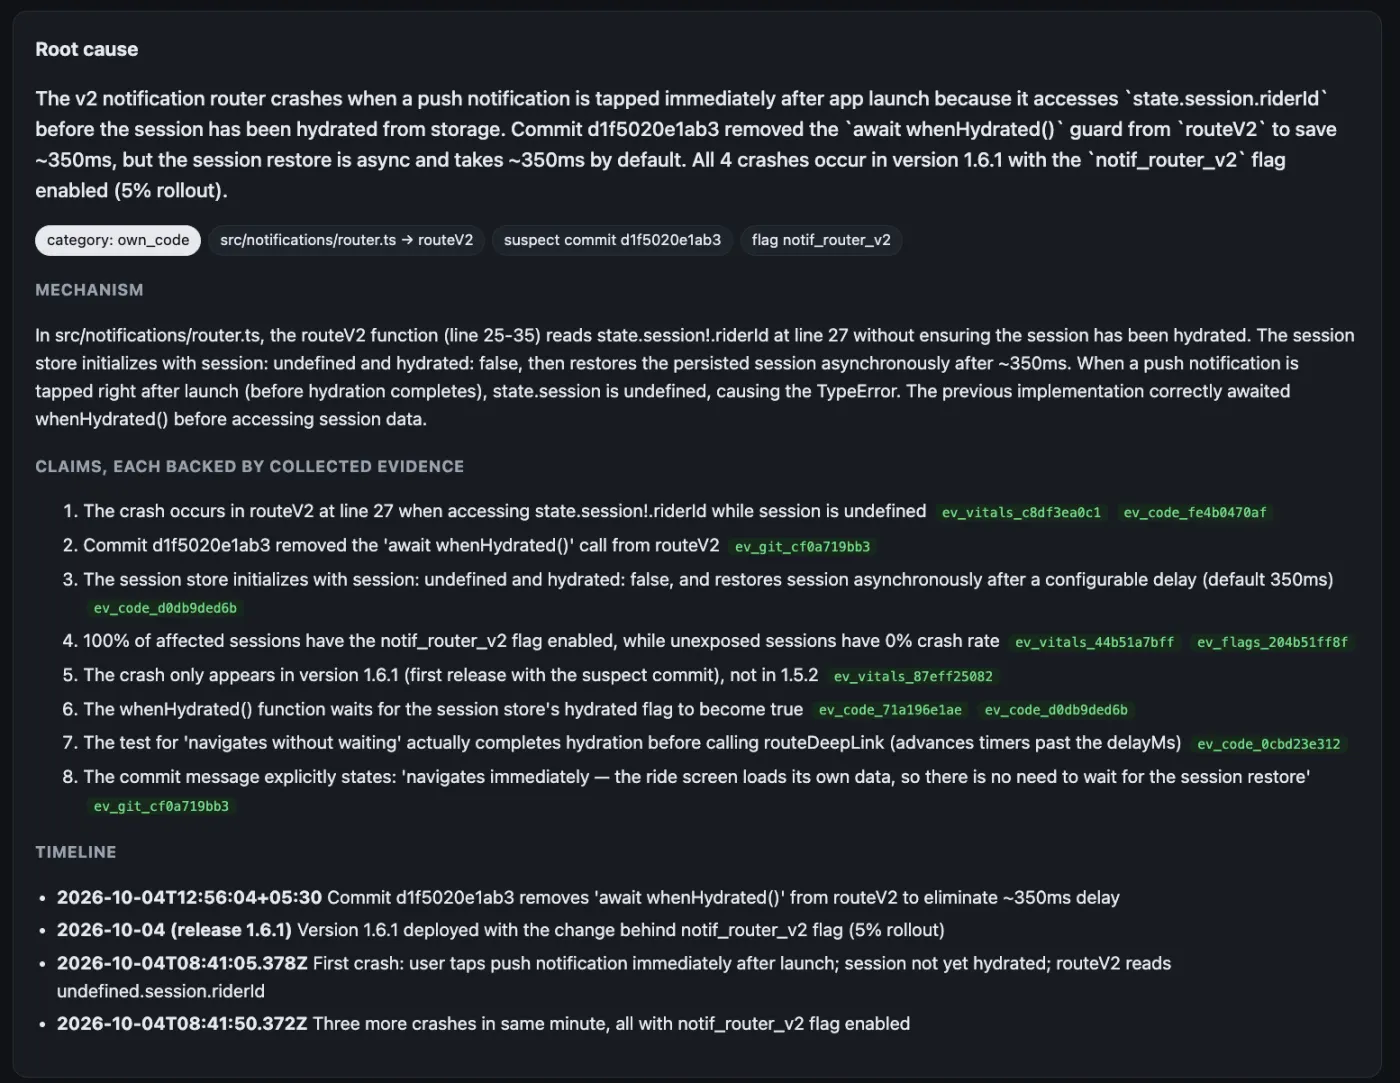 Root cause
The v2 notification router crashes when a push notification is tapped immediately after app launch because it accesses `state.session.riderId`
before the session has been hydrated from storage. Commit d1f5020e1ab3 removed the `await whenHydrated()` guard from `routeV2` to save
~350ms, but the session restore is async and takes ~350ms by default. All 4 crashes occur in version 1.6.1 with the `notif_router_v2` flag
enabled (5% rollout).
category: own_code src/notifications/router.ts → routeV2 suspect commit d1f5020e1ab3 flag notif_router_v2
MECHANISM
In src/notifications/router.ts, the routeV2 function (line 25-35) reads state.session!.riderId at line 27 without ensuring the session has been hydrated. The session
store initializes with session: undefined and hydrated: false, then restores the persisted session asynchronously after ~350ms. When a push notification is
tapped right after launch (before hydration completes), state.session is undefined, causing the TypeError. The previous implementation correctly awaited
whenHydrated() before accessing session data.
CLAIMS, EACH BACKED BY COLLECTED EVIDENCE
1. The crash occurs in routeV2 at line 27 when accessing state.session!.riderId while session is undefined ev_vitals_c8df3ea0c1 ev_code_fe4b0470af
2. Commit d1f5020e1ab3 removed the 'await whenHydrated()' call from routeV2 ev_git_cf0a719bb3
3. The session store initializes with session: undefined and hydrated: false, and restores session asynchronously after a configurable delay (default 350ms)
ev_code_d0db9ded6b
4. 100% of affected sessions have the notif_router_v2 flag enabled, while unexposed sessions have 0% crash rate ev_vitals_44b51a7bff ev_flags_204b51ff8f
5. The crash only appears in version 1.6.1 (first release with the suspect commit), not in 1.5.2 ev_vitals_87eff25082
6. The whenHydrated() function waits for the session store's hydrated flag to become true ev_code_71a196e1ae ev_code_d0db9ded6b
7. The test for 'navigates without waiting' actually completes hydration before calling routeDeepLink (advances timers past the delayMs) ev_code_0cbd23e312
8. The commit message explicitly states: 'navigates immediately — the ride screen loads its own data, so there is no need to wait for the session restore'
ev_git_cf0a719bb3
TIMELINE
• 2026-10-04T12:56:04+05:30 Commit d1f5020e1ab3 removes 'await whenHydrated()' from routeV2 to eliminate ~350ms delay
• 2026-10-04 (release 1.6.1) Version 1.6.1 deployed with the change behind notif_router_v2 flag (5% rollout)
• 2026-10-04T08:41:05.378Z First crash: user taps push notification immediately after launch; session not yet hydrated; routeV2 reads
undefined.session.riderId
• 2026-10-04T08:41:50.372Z Three more crashes in same minute, all with notif_router_v2 flag enabled